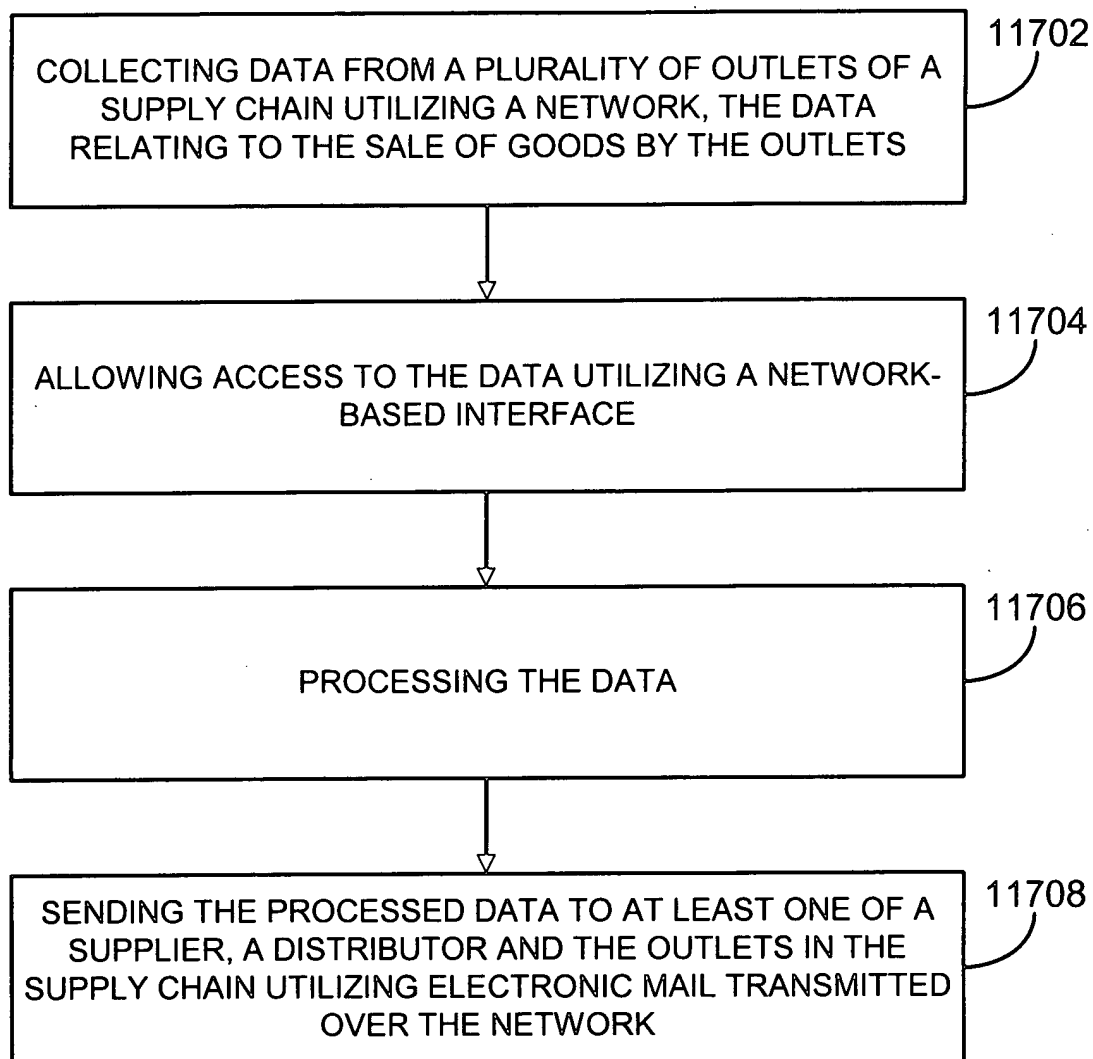 11702
COLLECTING DATA FROM A PLURALITY OF OUTLETS OF A
SUPPLY CHAIN UTILIZING A NETWORK, THE DATA
RELATING TO THE SALE OF GOODS BY THE OUTLETS
11704
ALLOWING ACCESS TO THE DATA UTILIZING A NETWORK-
BASED INTERFACE
11706
PROCESSING THE DATA
11708
SENDING THE PROCESSED DATA TO AT LEAST ONE OF A
SUPPLIER, A DISTRIBUTOR AND THE OUTLETS IN THE
SUPPLY CHAIN UTILIZING ELECTRONIC MAIL TRANSMITTED
OVER THE NETWORK